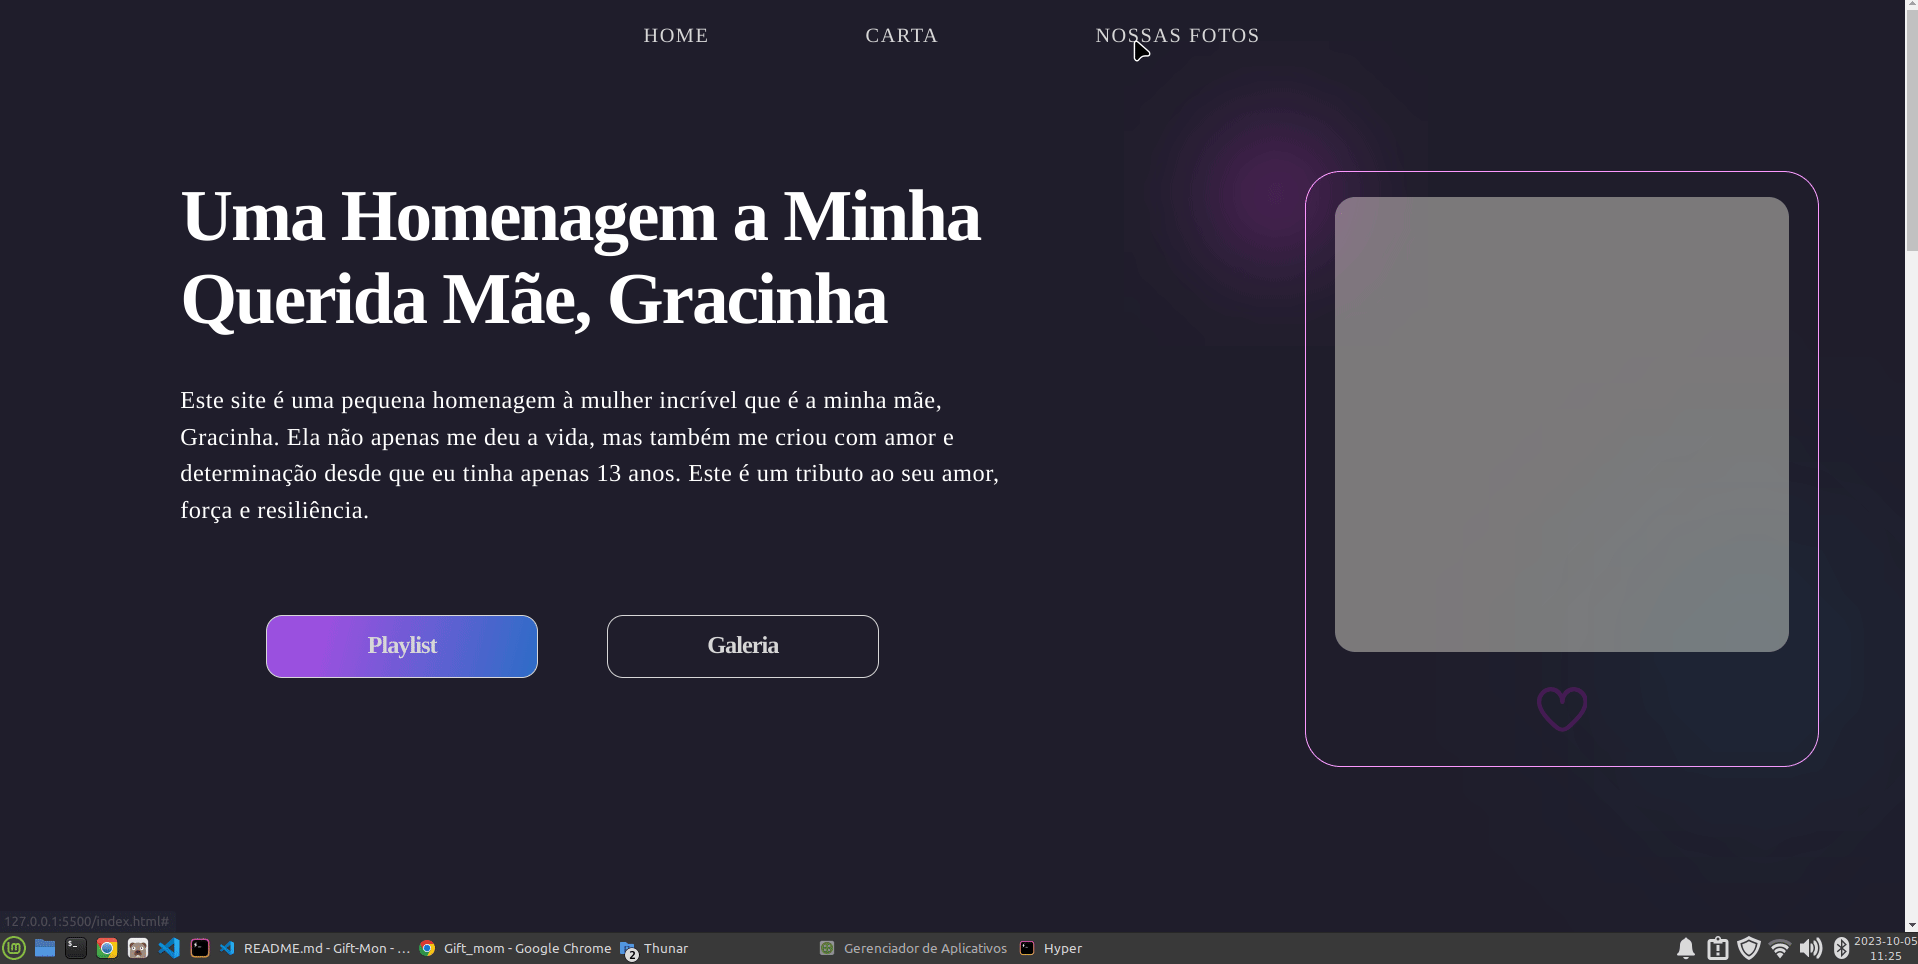 HOME CARTA NOSSAS FOTOS
Uma Homenagem a Minha
Querida Mãe, Gracinha
Este site é uma pequena homenagem à mulher incrível que é a minha mãe,
Gracinha. Ela não apenas me deu a vida, mas também me criou com amor e
determinação desde que eu tinha apenas 13 anos. Este é um tributo ao seu amor,
força e resiliência.
Playlist Galeria
127.0.0.1:5500/index.html#
README.md - Gift-Mon - ... Gift_mom - Google Chrome 2 Thunar Gerenciador de Aplicativos Hyper 2023-10-05
11:25